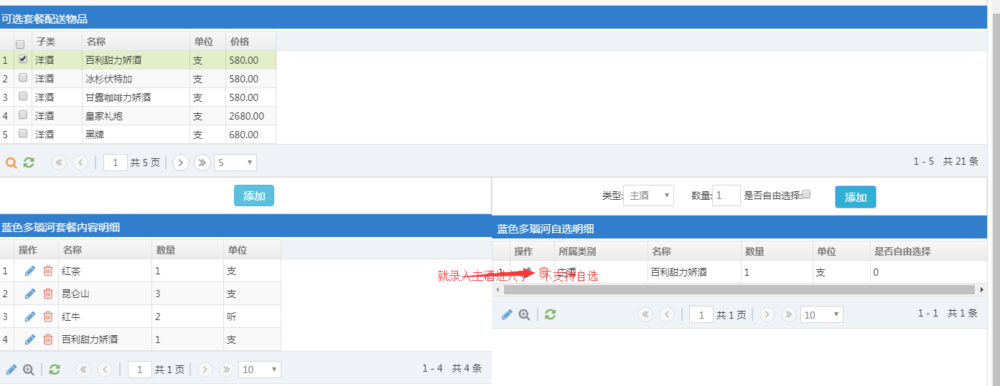 可选套餐配送物品
子类 名称 单位 价格
1 洋酒 百利甜力娇酒 支 580.00
2 洋酒 冰杉伏特加 支 580.00
3 洋酒 甘露咖啡力娇酒 支 580.00
4 洋酒 皇家礼炮 支 2680.00
5 洋酒 黑牌 支 680.00
1 共 5 页 5 1 - 5 共 21 条
添加
类型: 主酒 数量: 1 是否自由选择: 添加
蓝色多瑙河套餐内容明细
操作 名称 数量 单位
1 红茶 1 支
2 昆仑山 3 支
3 红牛 2 听
4 百利甜力娇酒 1 支
1 共 1 页 10 1 - 4 共 4 条
蓝色多瑙河自选明细
操作 所属类别 名称 数量 单位 是否自由选择
1 主酒 百利甜力娇酒 1 支 0
就录入主酒进入了 不支持自选
1 共 1 页 10 1 - 1 共 1 条